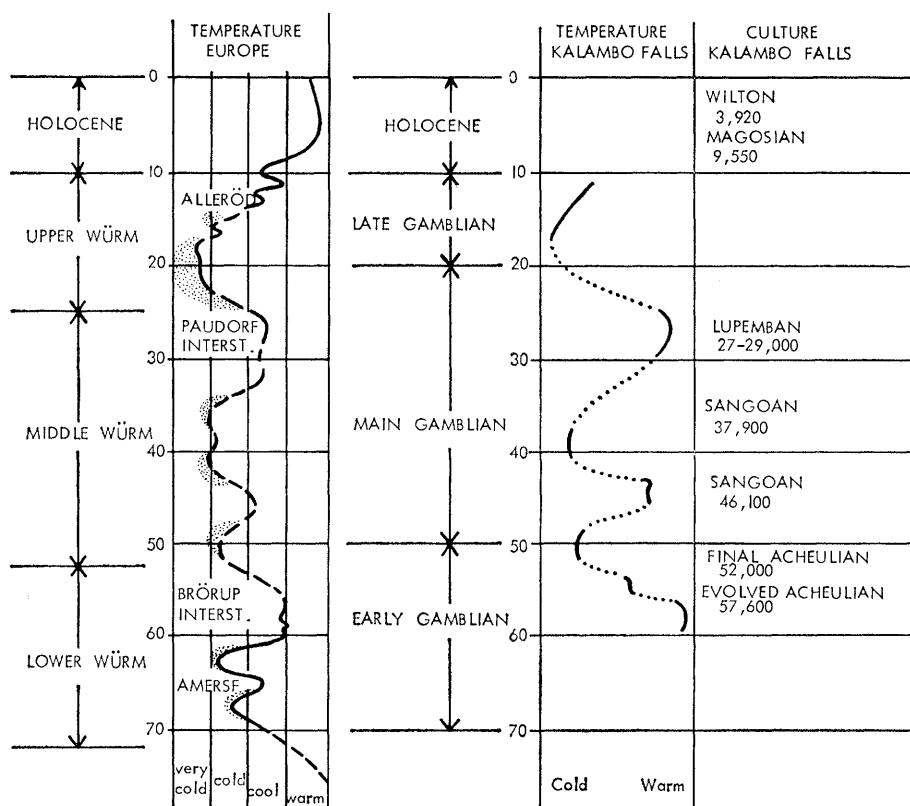 TEMPERATURE
EUROPE
TEMPERATURE
KALAMBO FALLS
CULTURE
KALAMBO FALLS
0
10
20
30
40
50
60
70
HOLOCENE
UPPER WÜRM
MIDDLE WÜRM
LOWER WÜRM
ALLERÖD
PAUDORF
INTERST.
BRÖRUP
INTERST.
AMERSF.
very
cold
cold
cool
warm
HOLOCENE
LATE GAMBLIAN
MAIN GAMBLIAN
EARLY GAMBLIAN
0
10
20
30
40
50
60
70
Cold
Warm
WILTON
3,920
MAGOSIAN
9,550
LUPEMBAN
27-29,000
SANGOAN
37,900
SANGOAN
46,100
FINAL ACHEULIAN
52,000
EVOLVED ACHEULIAN
57,600